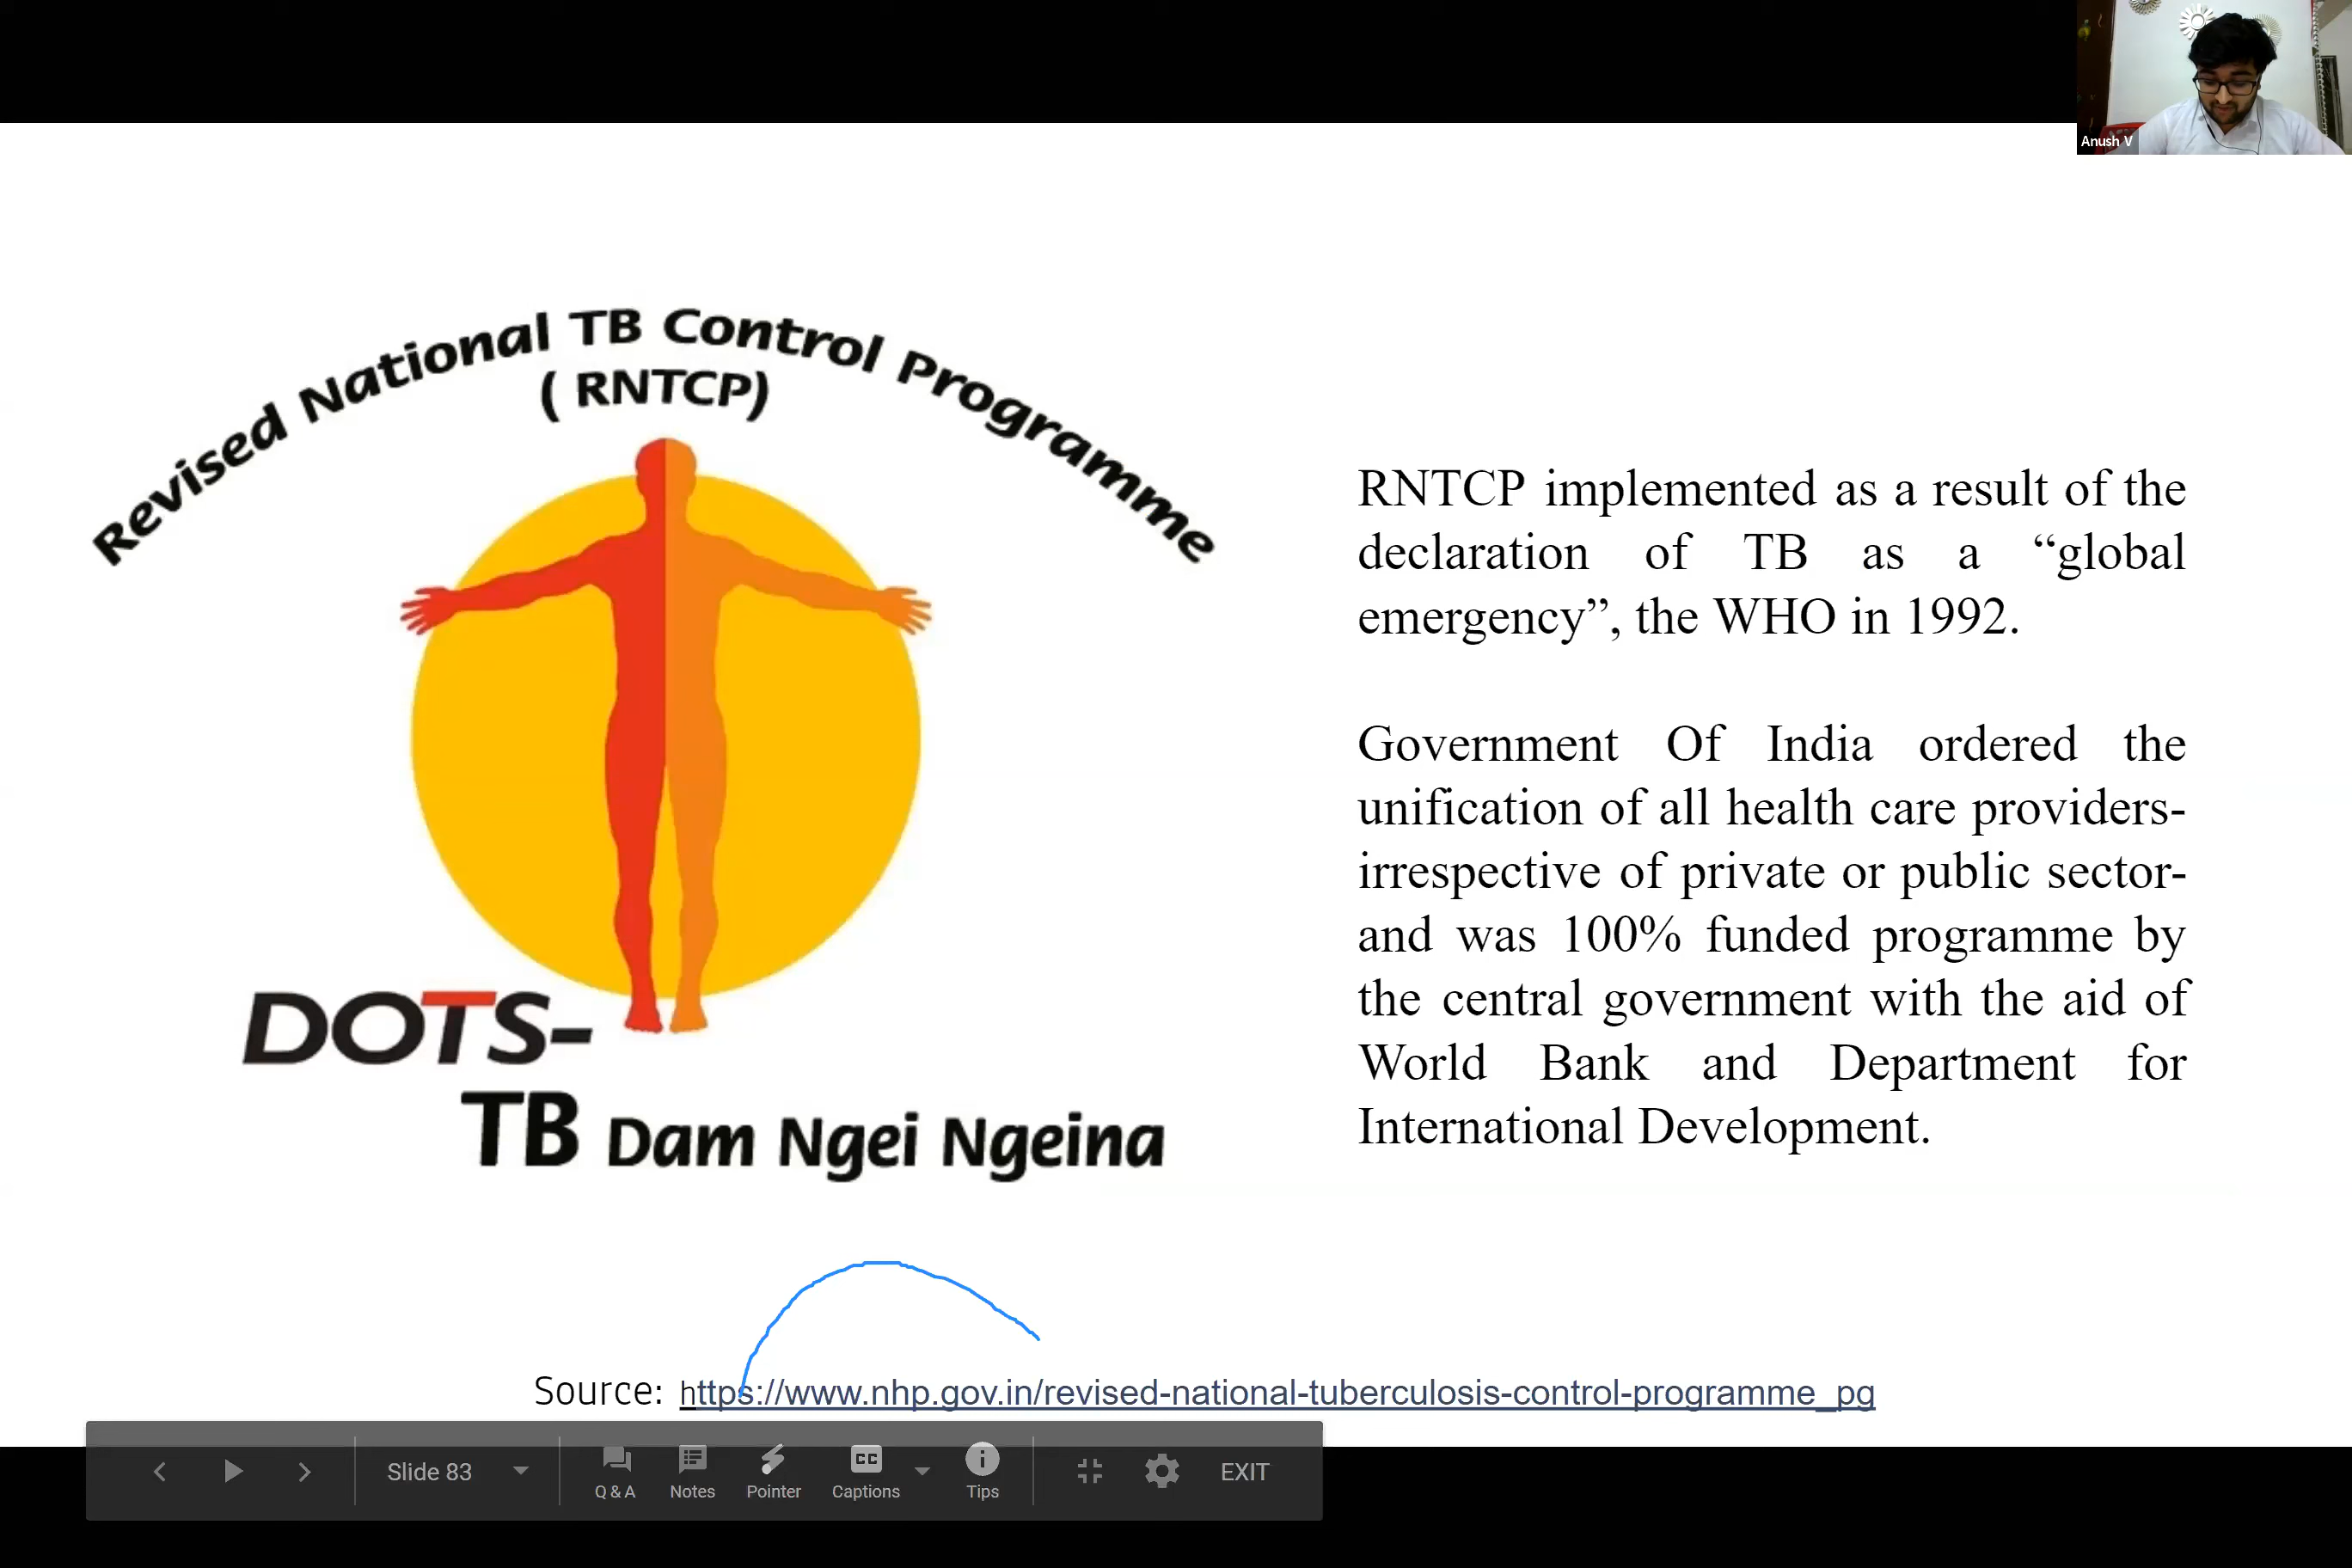 Anush V
Revised National TB Control Programme
( RNTCP)
DOTS-
TB Dam Ngei Ngeina
RNTCP implemented as a result of the
declaration of TB as a “global
emergency”, the WHO in 1992.
Government Of India ordered the
unification of all health care providers-
irrespective of private or public sector-
and was 100% funded programme by
the central government with the aid of
World Bank and Department for
International Development.
Source: https://www.nhp.gov.in/revised-national-tuberculosis-control-programme_pg
Slide 83
Q & A
Notes
Pointer
CC
Captions
Tips
EXIT